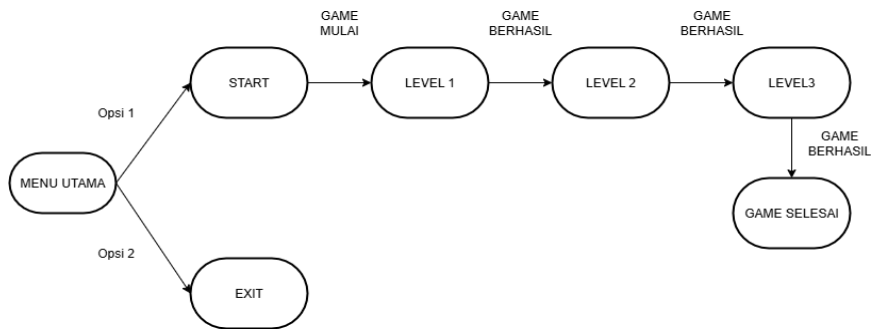 GAME
MULAI
GAME
BERHASIL
GAME
BERHASIL
START
LEVEL 1
LEVEL 2
LEVEL3
Opsi 1
GAME
BERHASIL
MENU UTAMA
GAME SELESAI
Opsi 2
EXIT